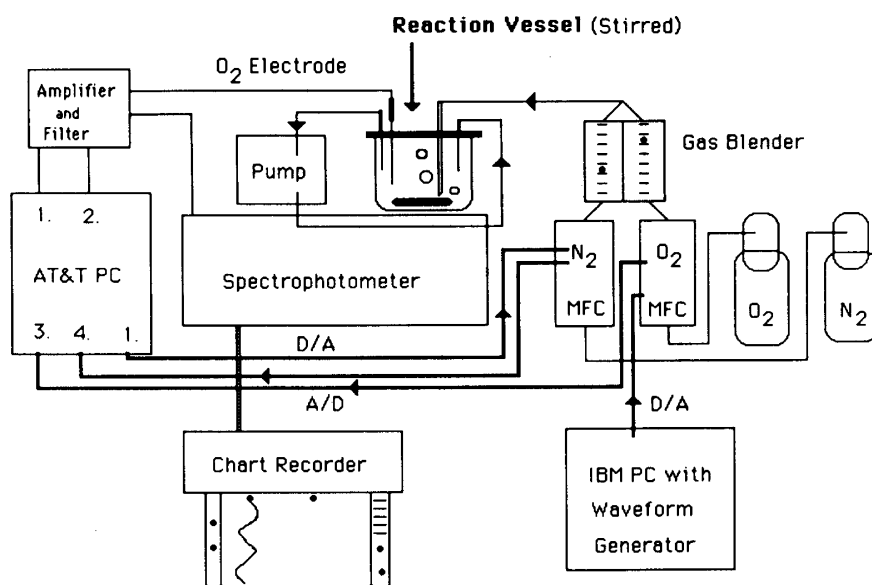 Reaction Vessel (Stirred)
O2 Electrode
Amplifier
and
Filter
Pump
Gas Blender
1. 2.
AT&T PC
3. 4. 1.
Spectrophotometer
N2
MFC
O2
MFC
O2
N2
D/A
A/D
D/A
Chart Recorder
IBM PC with
Waveform
Generator